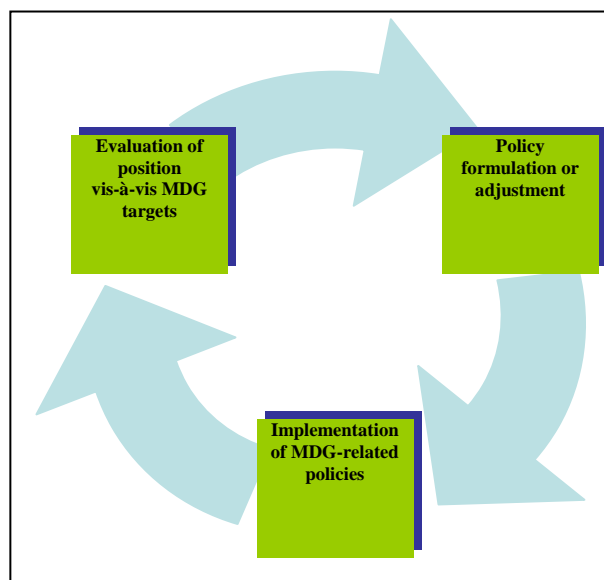 Evaluation of
position
vis-à-vis MDG
targets
Policy
formulation or
adjustment
Implementation
of MDG-related
policies